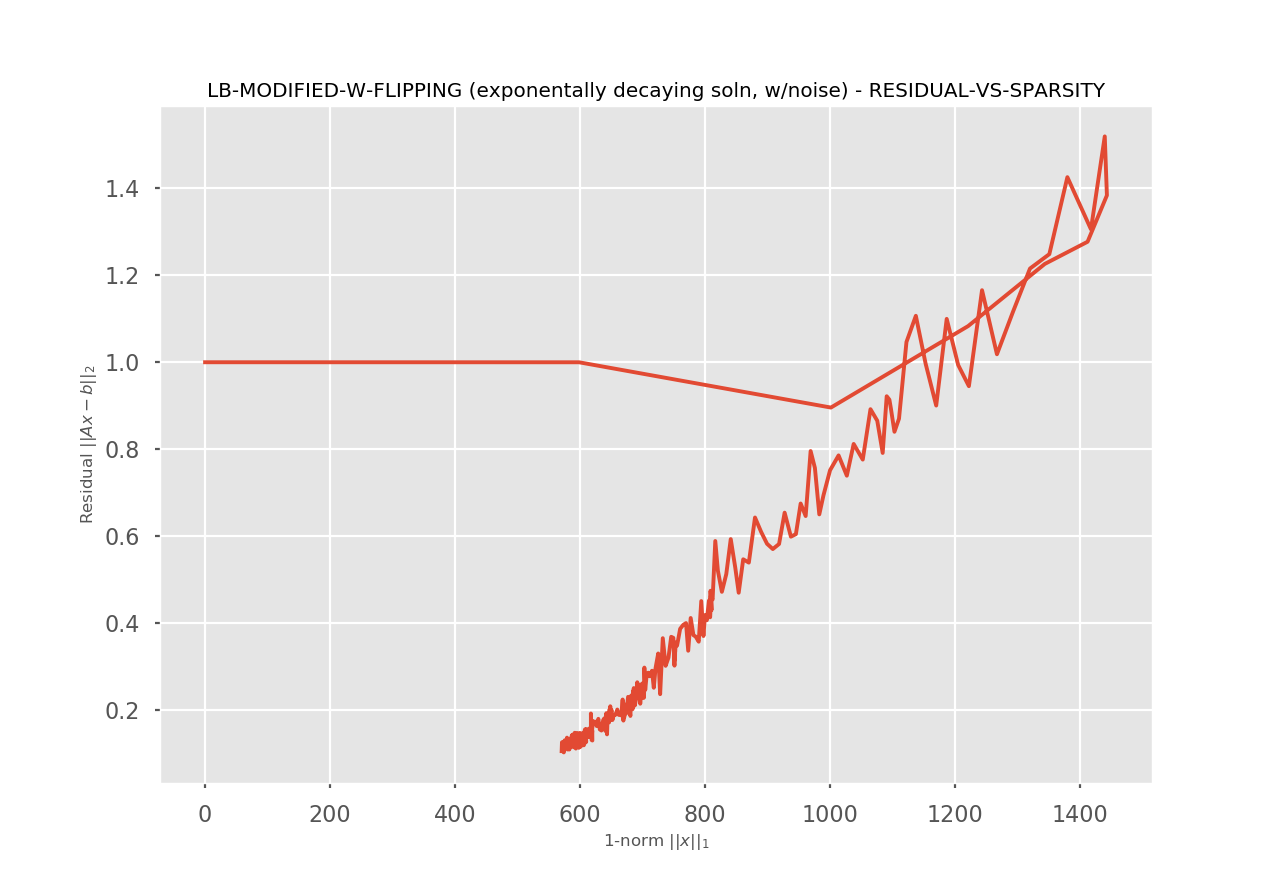 LB-MODIFIED-W-FLIPPING (exponentially decaying soln, w/noise) - RESIDUAL-VS-SPARSITY
1.4
1.2
1.0
0.8
0.6
0.4
0.2
Residual ||Ax − b||₂
0 200 400 600 800 1000 1200 1400
1-norm ||x||₁